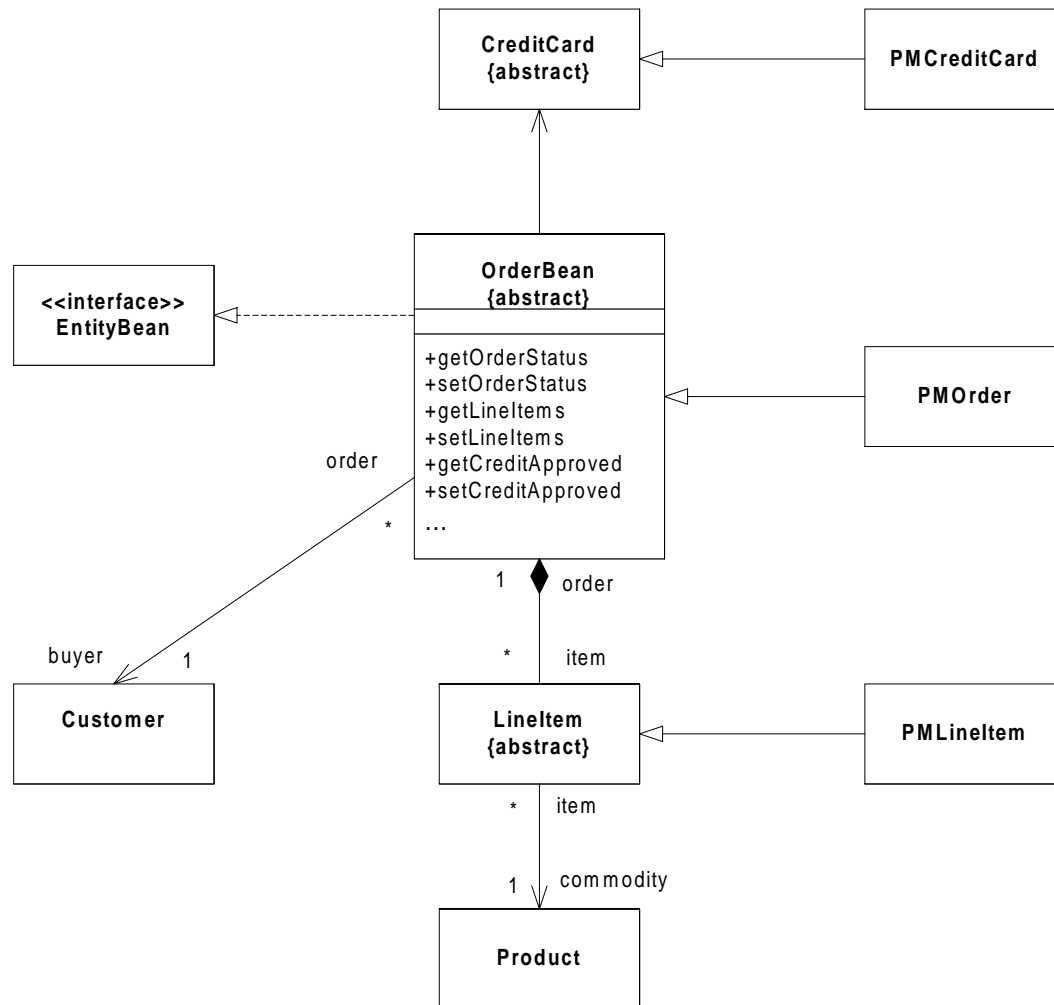 CreditCard
{abstract}
PMCreditCard
<<interface>>
EntityBean
OrderBean
{abstract}
+getOrderStatus
+setOrderStatus
+getLineItems
+setLineItems
+getCreditApproved
+setCreditApproved
...
PMOrder
order
*
1
order
buyer
1
*
item
Customer
LineItem
{abstract}
PMLineItem
*
item
1
commodity
Product